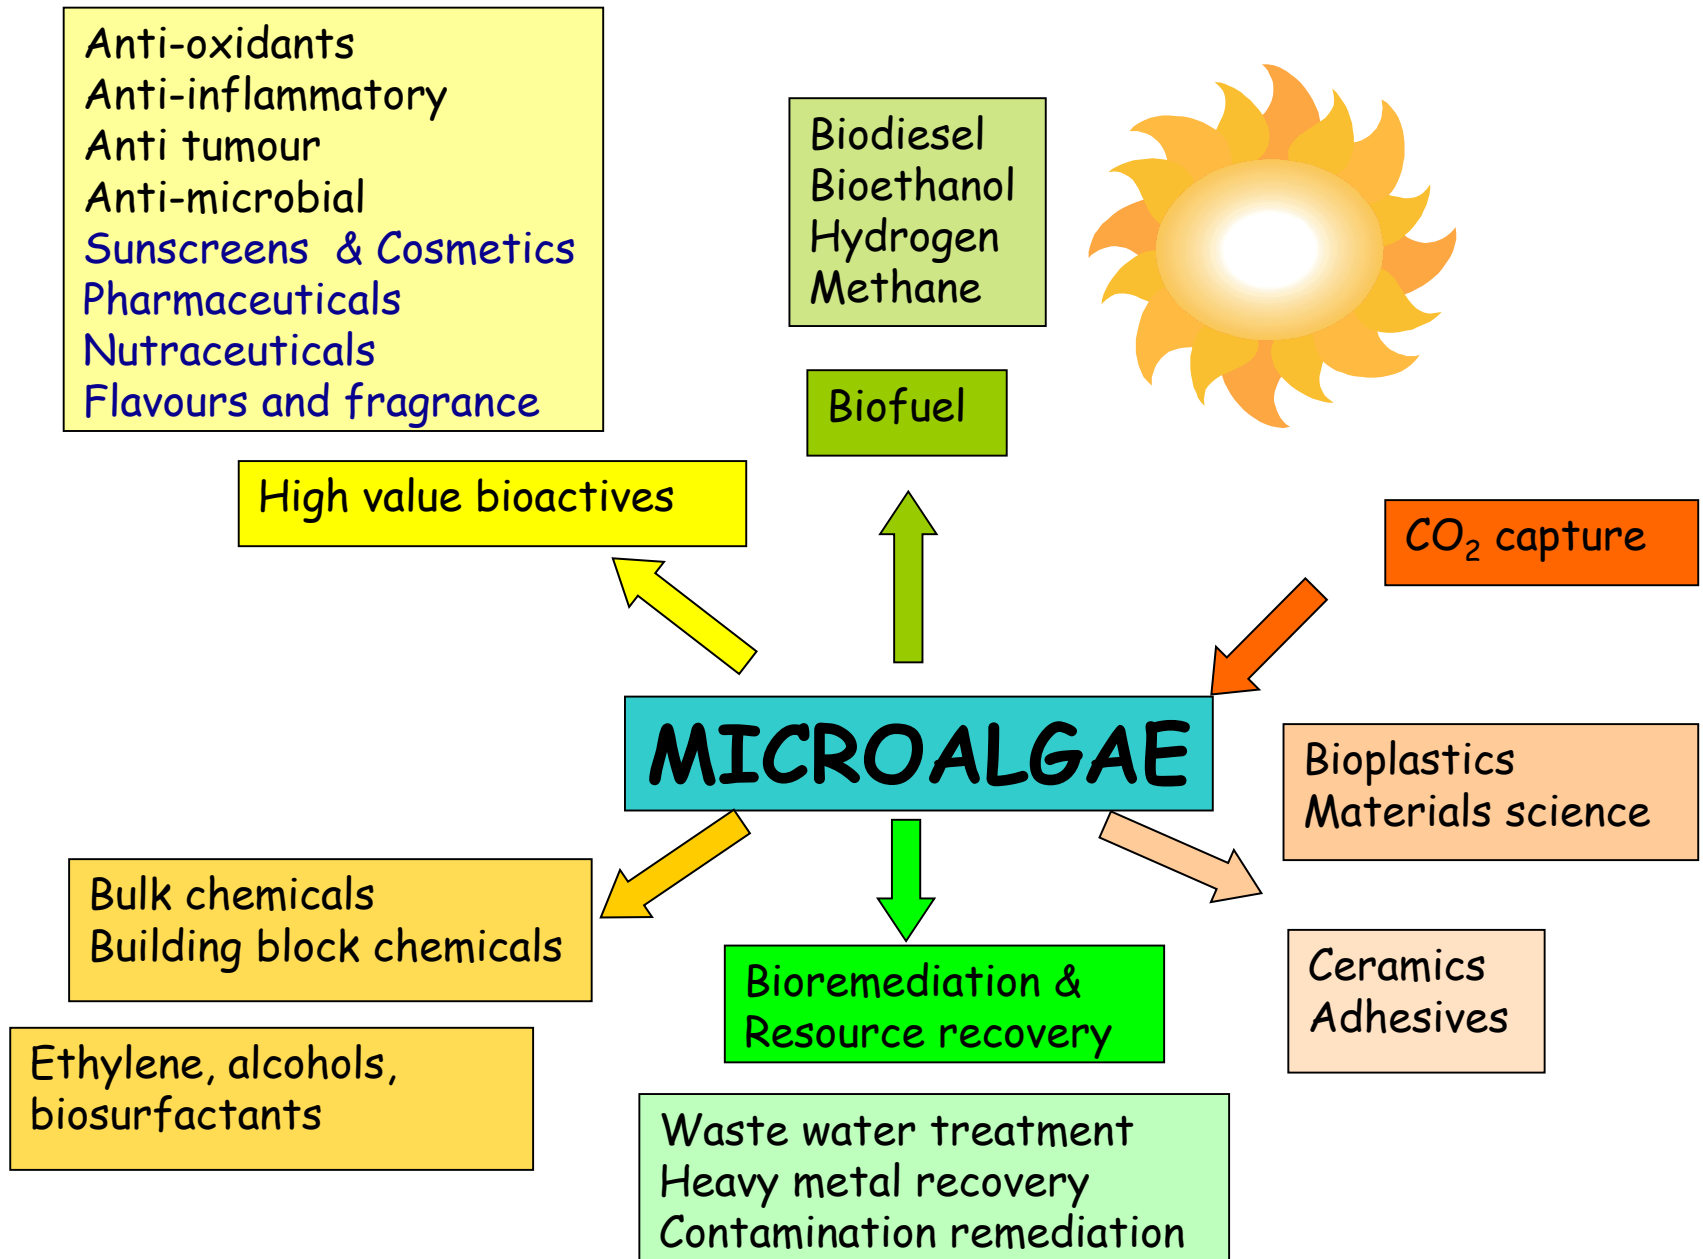 Anti-oxidants
Anti-inflammatory
Anti tumour
Anti-microbial
Sunscreens & Cosmetics
Pharmaceuticals
Nutraceuticals
Flavours and fragrance
High value bioactives
Biodiesel
Bioethanol
Hydrogen
Methane
Biofuel
CO₂ capture
MICROALGAE
Bioplastics
Materials science
Ceramics
Adhesives
Bulk chemicals
Building block chemicals
Ethylene, alcohols,
biosurfactants
Bioremediation &
Resource recovery
Waste water treatment
Heavy metal recovery
Contamination remediation